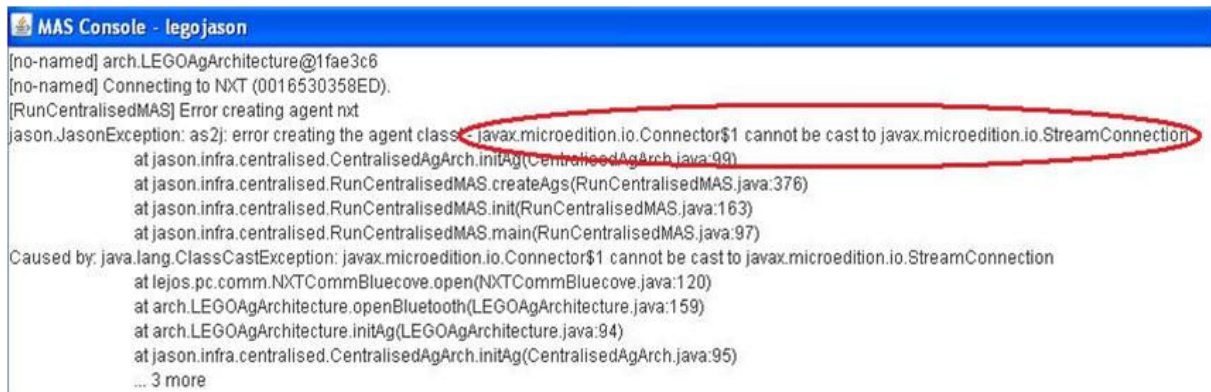 MAS Console - legojason
[no-named] arch.LEGOAgArchitecture@1fae3c6
[no-named] Connecting to NXT (0016530358ED).
[RunCentralisedMAS] Error creating agent nxt
jason.JasonException: as2j: error creating the agent class! - javax.microedition.io.Connector$1 cannot be cast to javax.microedition.io.StreamConnection
at jason.infra.centralised.CentralisedAgArch.initAg(CentralisedAgArch.java:99)
at jason.infra.centralised.RunCentralisedMAS.createAgs(RunCentralisedMAS.java:376)
at jason.infra.centralised.RunCentralisedMAS.init(RunCentralisedMAS.java:163)
at jason.infra.centralised.RunCentralisedMAS.main(RunCentralisedMAS.java:97)
Caused by: java.lang.ClassCastException: javax.microedition.io.Connector$1 cannot be cast to javax.microedition.io.StreamConnection
at lejos.pc.comm.NXTCommBluecove.open(NXTCommBluecove.java:120)
at arch.LEGOAgArchitecture.openBluetooth(LEGOAgArchitecture.java:159)
at arch.LEGOAgArchitecture.initAg(LEGOAgArchitecture.java:94)
at jason.infra.centralised.CentralisedAgArch.initAg(CentralisedAgArch.java:95)
... 3 more